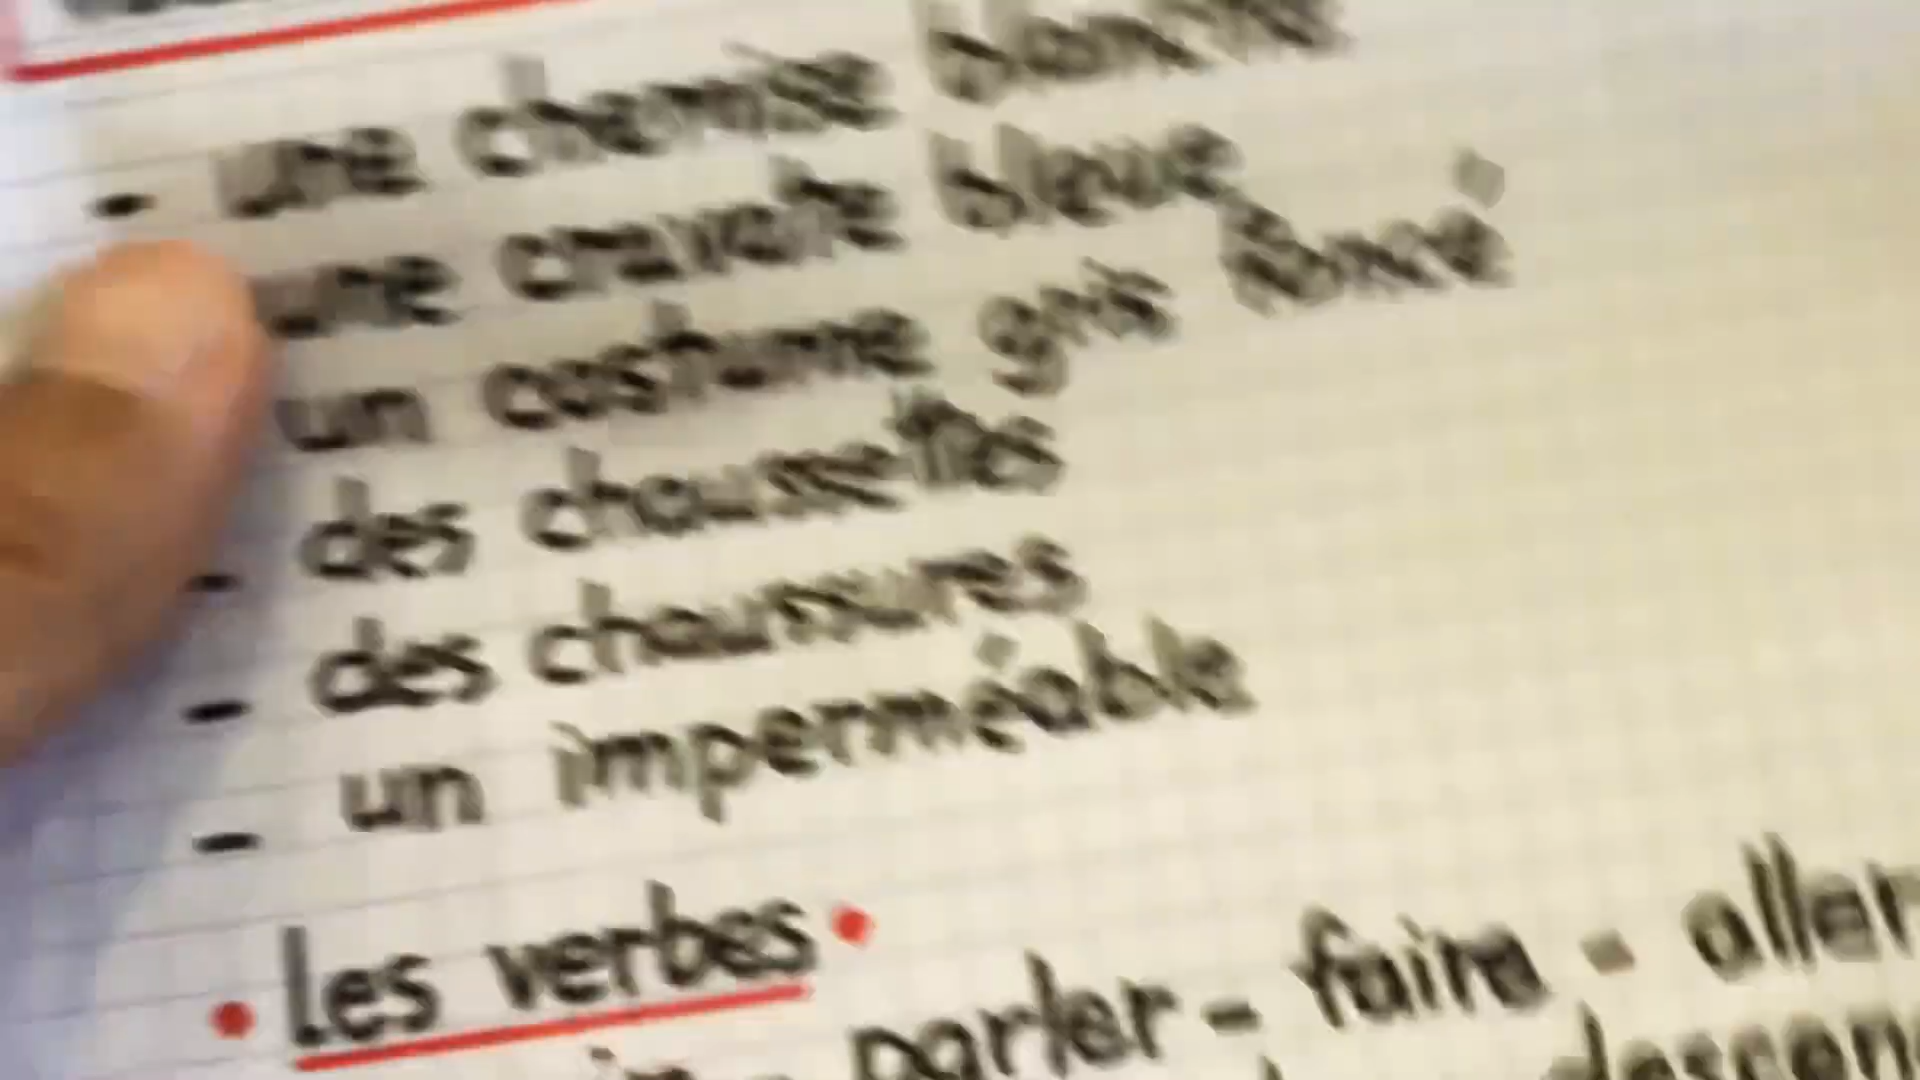 - une chemise blanche
une cravate bleue
un costume gris foncé
- des chaussettes
- des chaussures
- un imperméable
• Les verbes •
parler - faire - aller